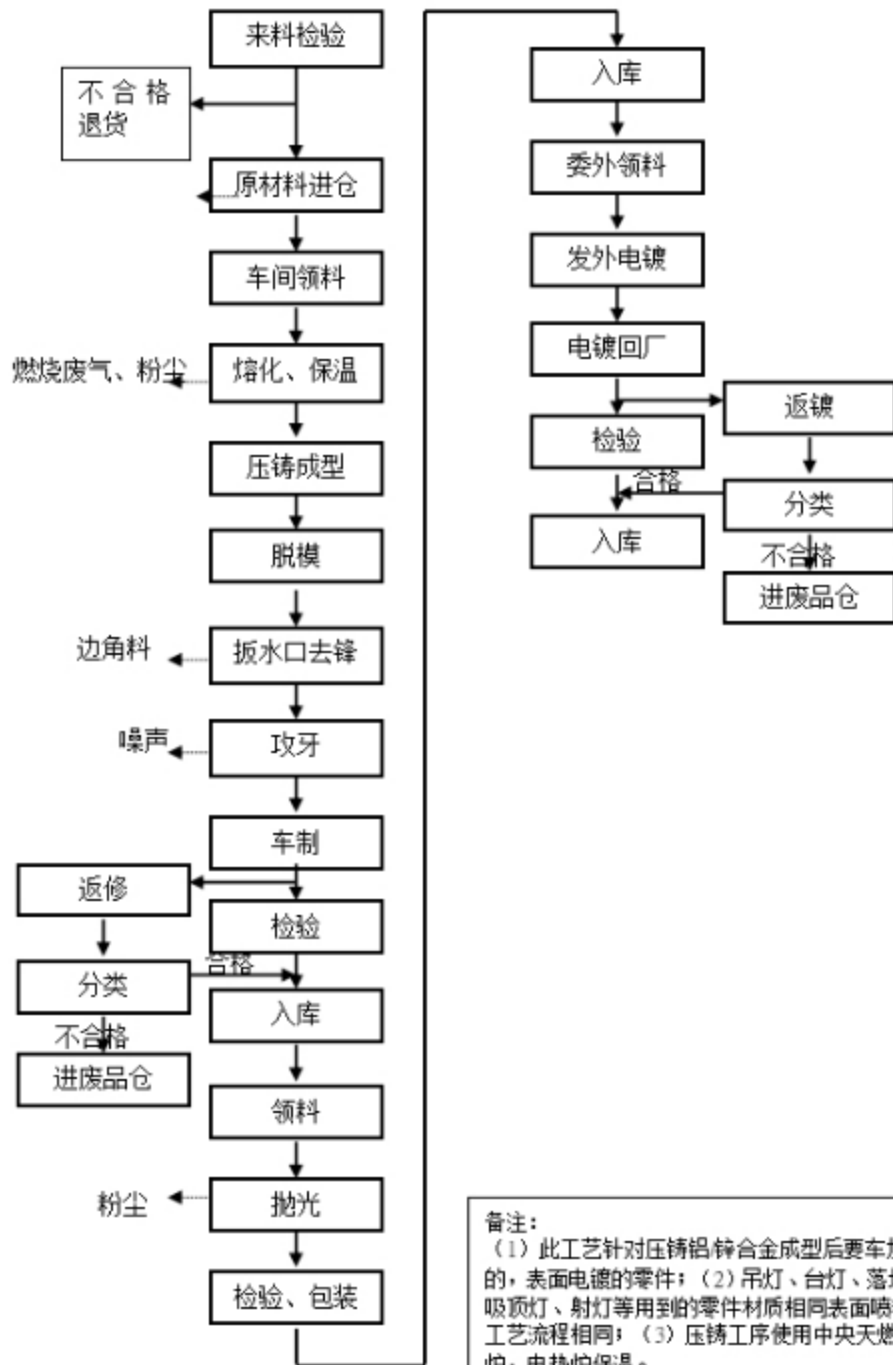 来料检验
不合格
退货
原材料进仓
车间领料
燃烧废气、粉尘
熔化、保温
压铸成型
脱模
边角料
扳水口去锋
噪声
攻牙
车制
返修
检验
合格
分类
入库
不合格
进废品仓
领料
粉尘
抛光
检验、包装
入库
委外领料
发外电镀
电镀回厂
返镀
检验
合格
分类
入库
不合格
进废品仓
备注：
（1）此工艺针对压铸铝/锌合金成型后要车加
的，表面电镀的零件；（2）吊灯、台灯、落地
吸顶灯、射灯等用到的零件材质相同表面喷
工艺流程相同；（3）压铸工序使用中央天燃
炉、电热炉保温。